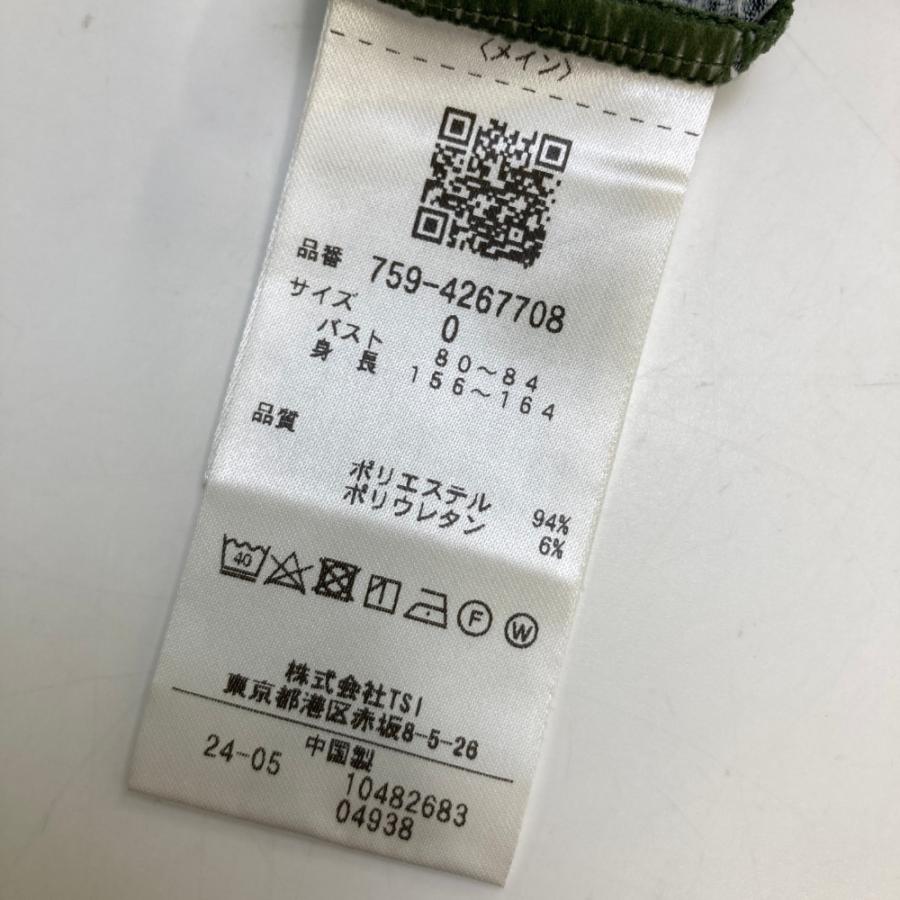 〈メイン〉
品番 759-4267708
サイズ 0
バスト 80～84
身長 156～164
品質
ポリエステル 94%
ポリウレタン 6%
40
F W
株式会社TSI
東京都港区赤坂8-5-26
中国製
24-05
10482683
04938